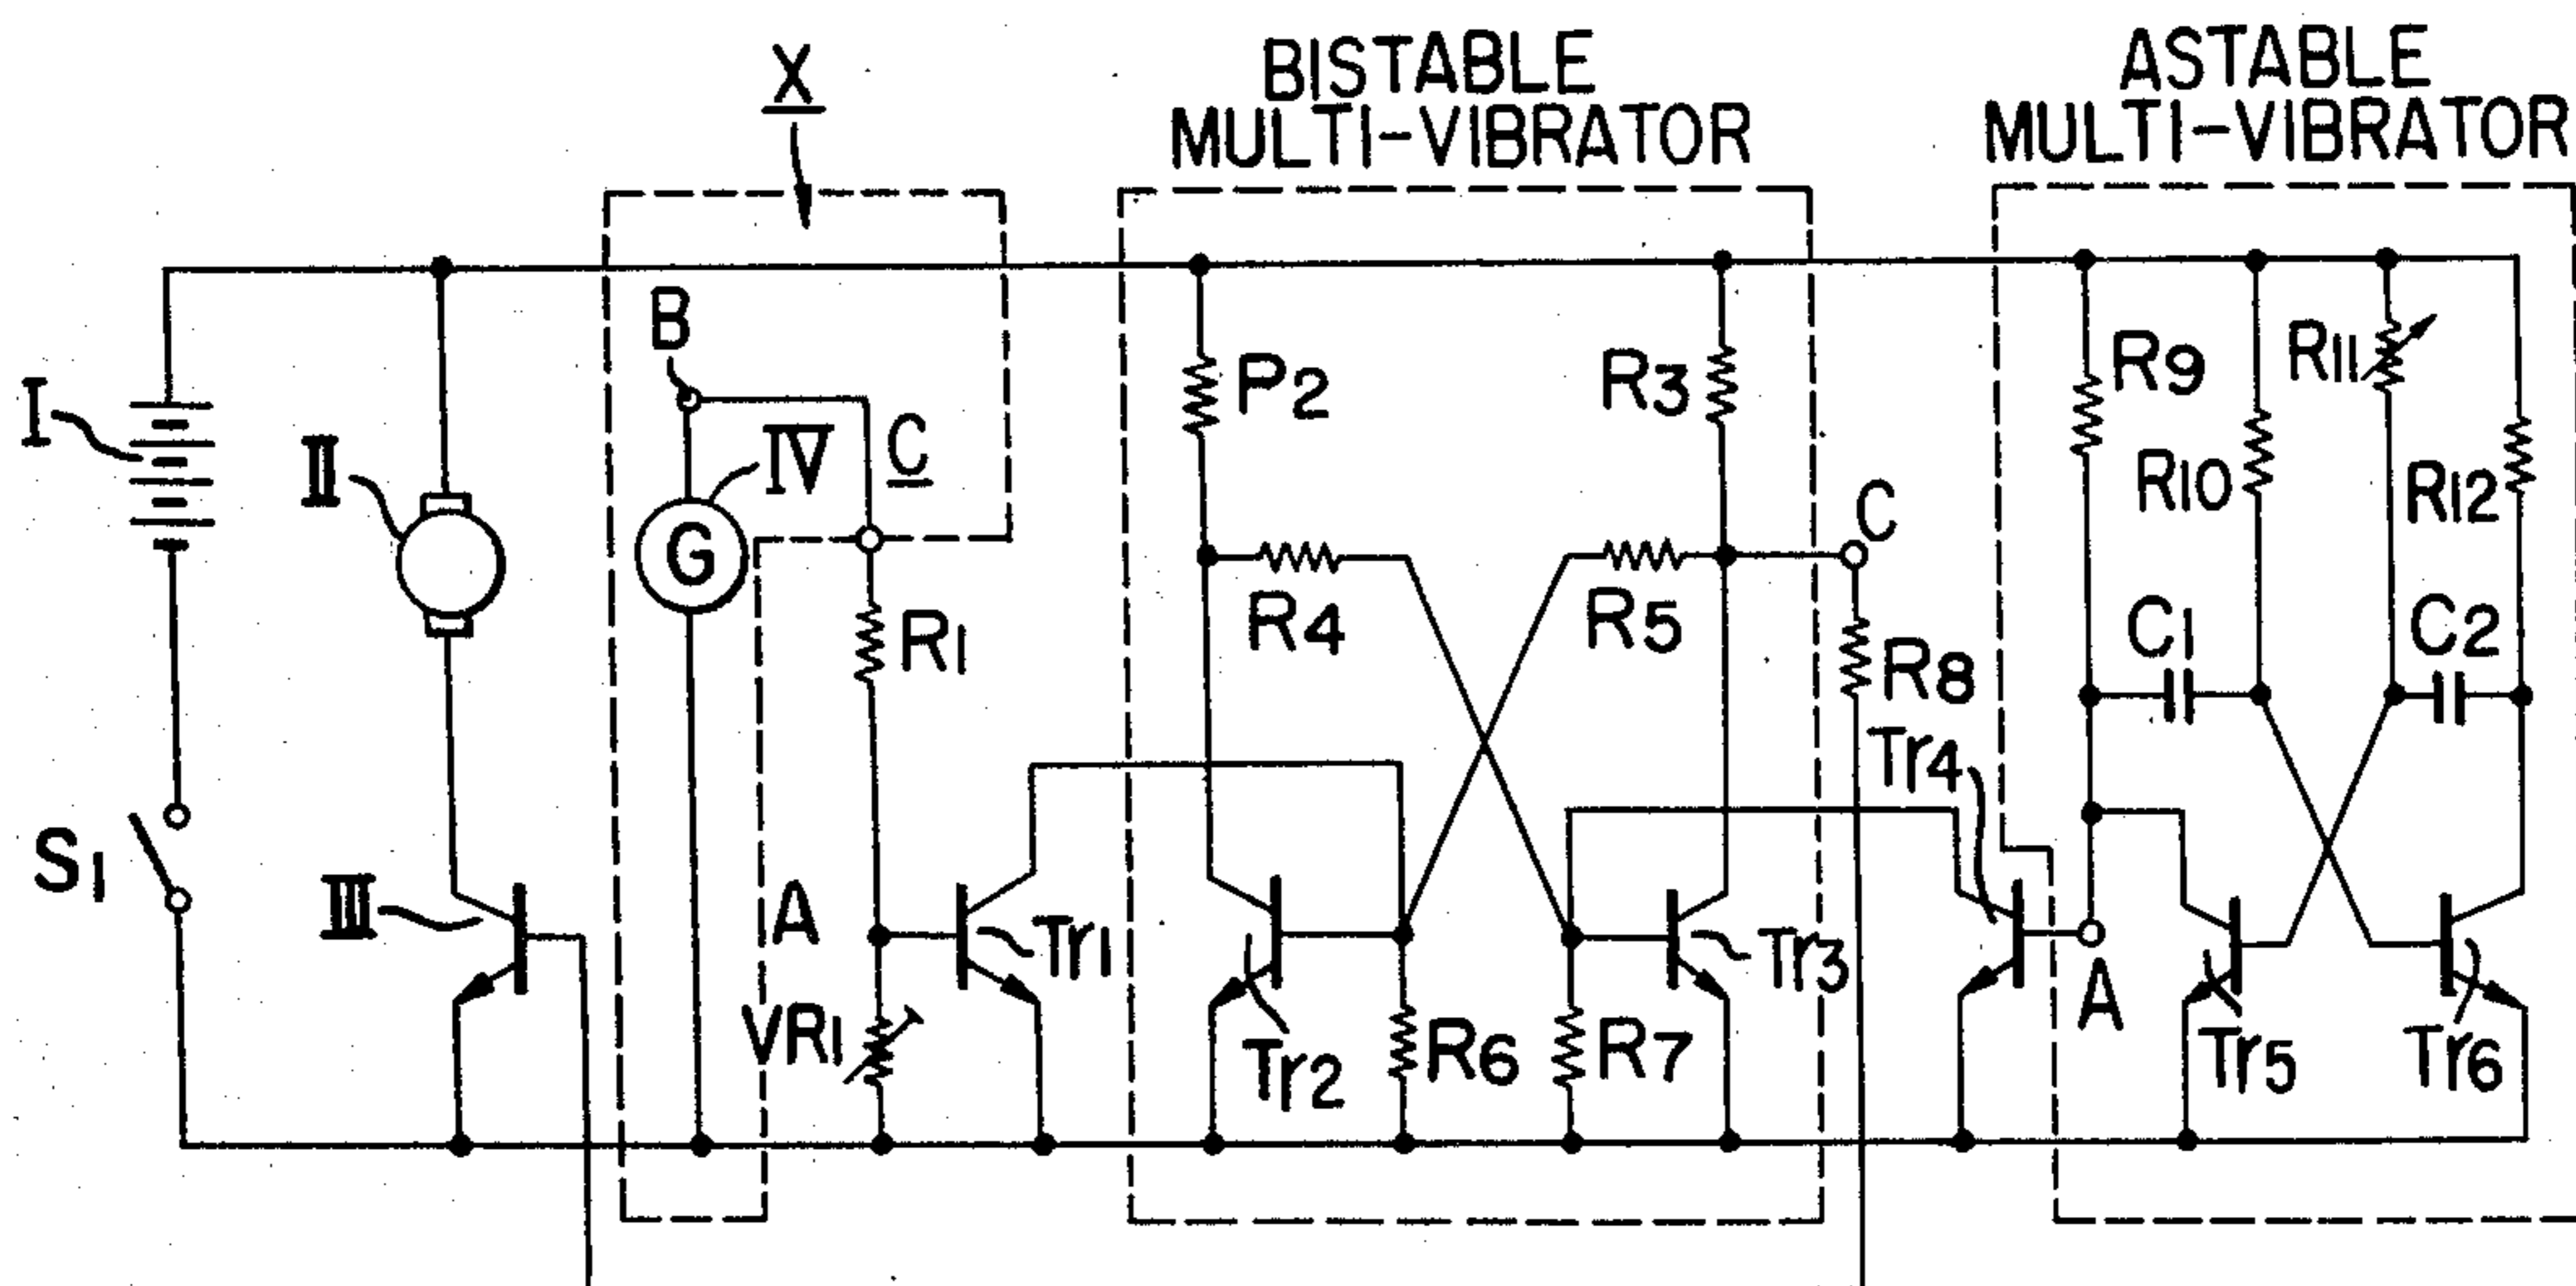 X
BISTABLE
MULTI-VIBRATOR
ASTABLE
MULTI-VIBRATOR
I
II
B
IV
C
G
P2
R3
R9
R11
R10
R12
C
R4
R5
R1
R8
C1
C2
Tr4
S1
III
A
Tr1
Tr3
A
VR1
Tr2
R6
R7
Tr5
Tr6